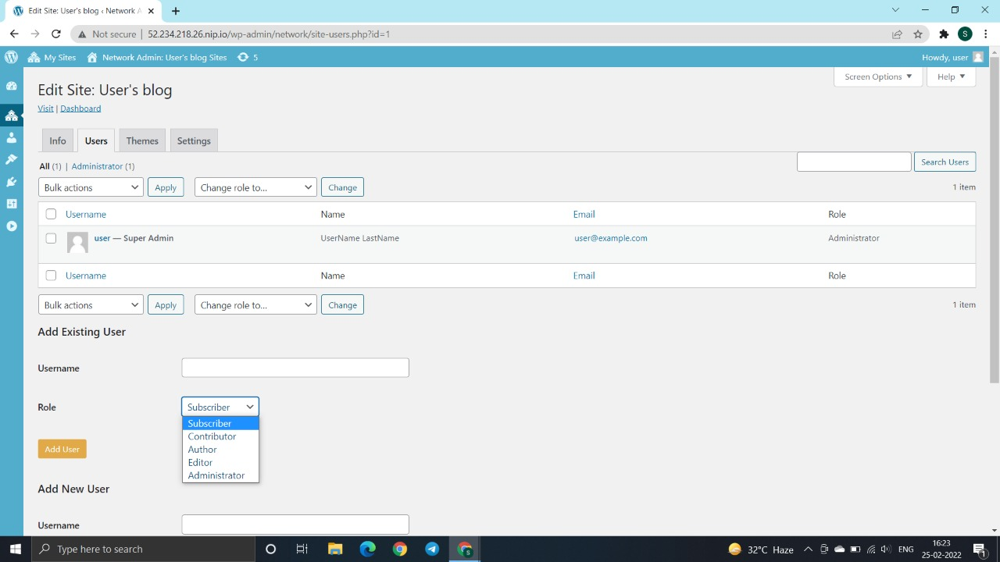 Edit Site: User's blog ‹ Network A
Not secure | 52.234.218.26.nip.io/wp-admin/network/site-users.php?id=1
S
My Sites Network Admin: User's blog Sites 5 Howdy, user
Screen Options Help
Edit Site: User's blog
Visit | Dashboard
Info Users Themes Settings
All (1) | Administrator (1)
Search Users
Bulk actions Apply Change role to... Change 1 item
Username Name Email Role
user — Super Admin UserName LastName user@example.com Administrator
Username Name Email Role
Bulk actions Apply Change role to... Change 1 item
Add Existing User
Username
Role Subscriber
Subscriber
Contributor
Author
Editor
Administrator
Add User
Add New User
Username
Type here to search
S
32°C Haze
ENG
16:23
25-02-2022
1